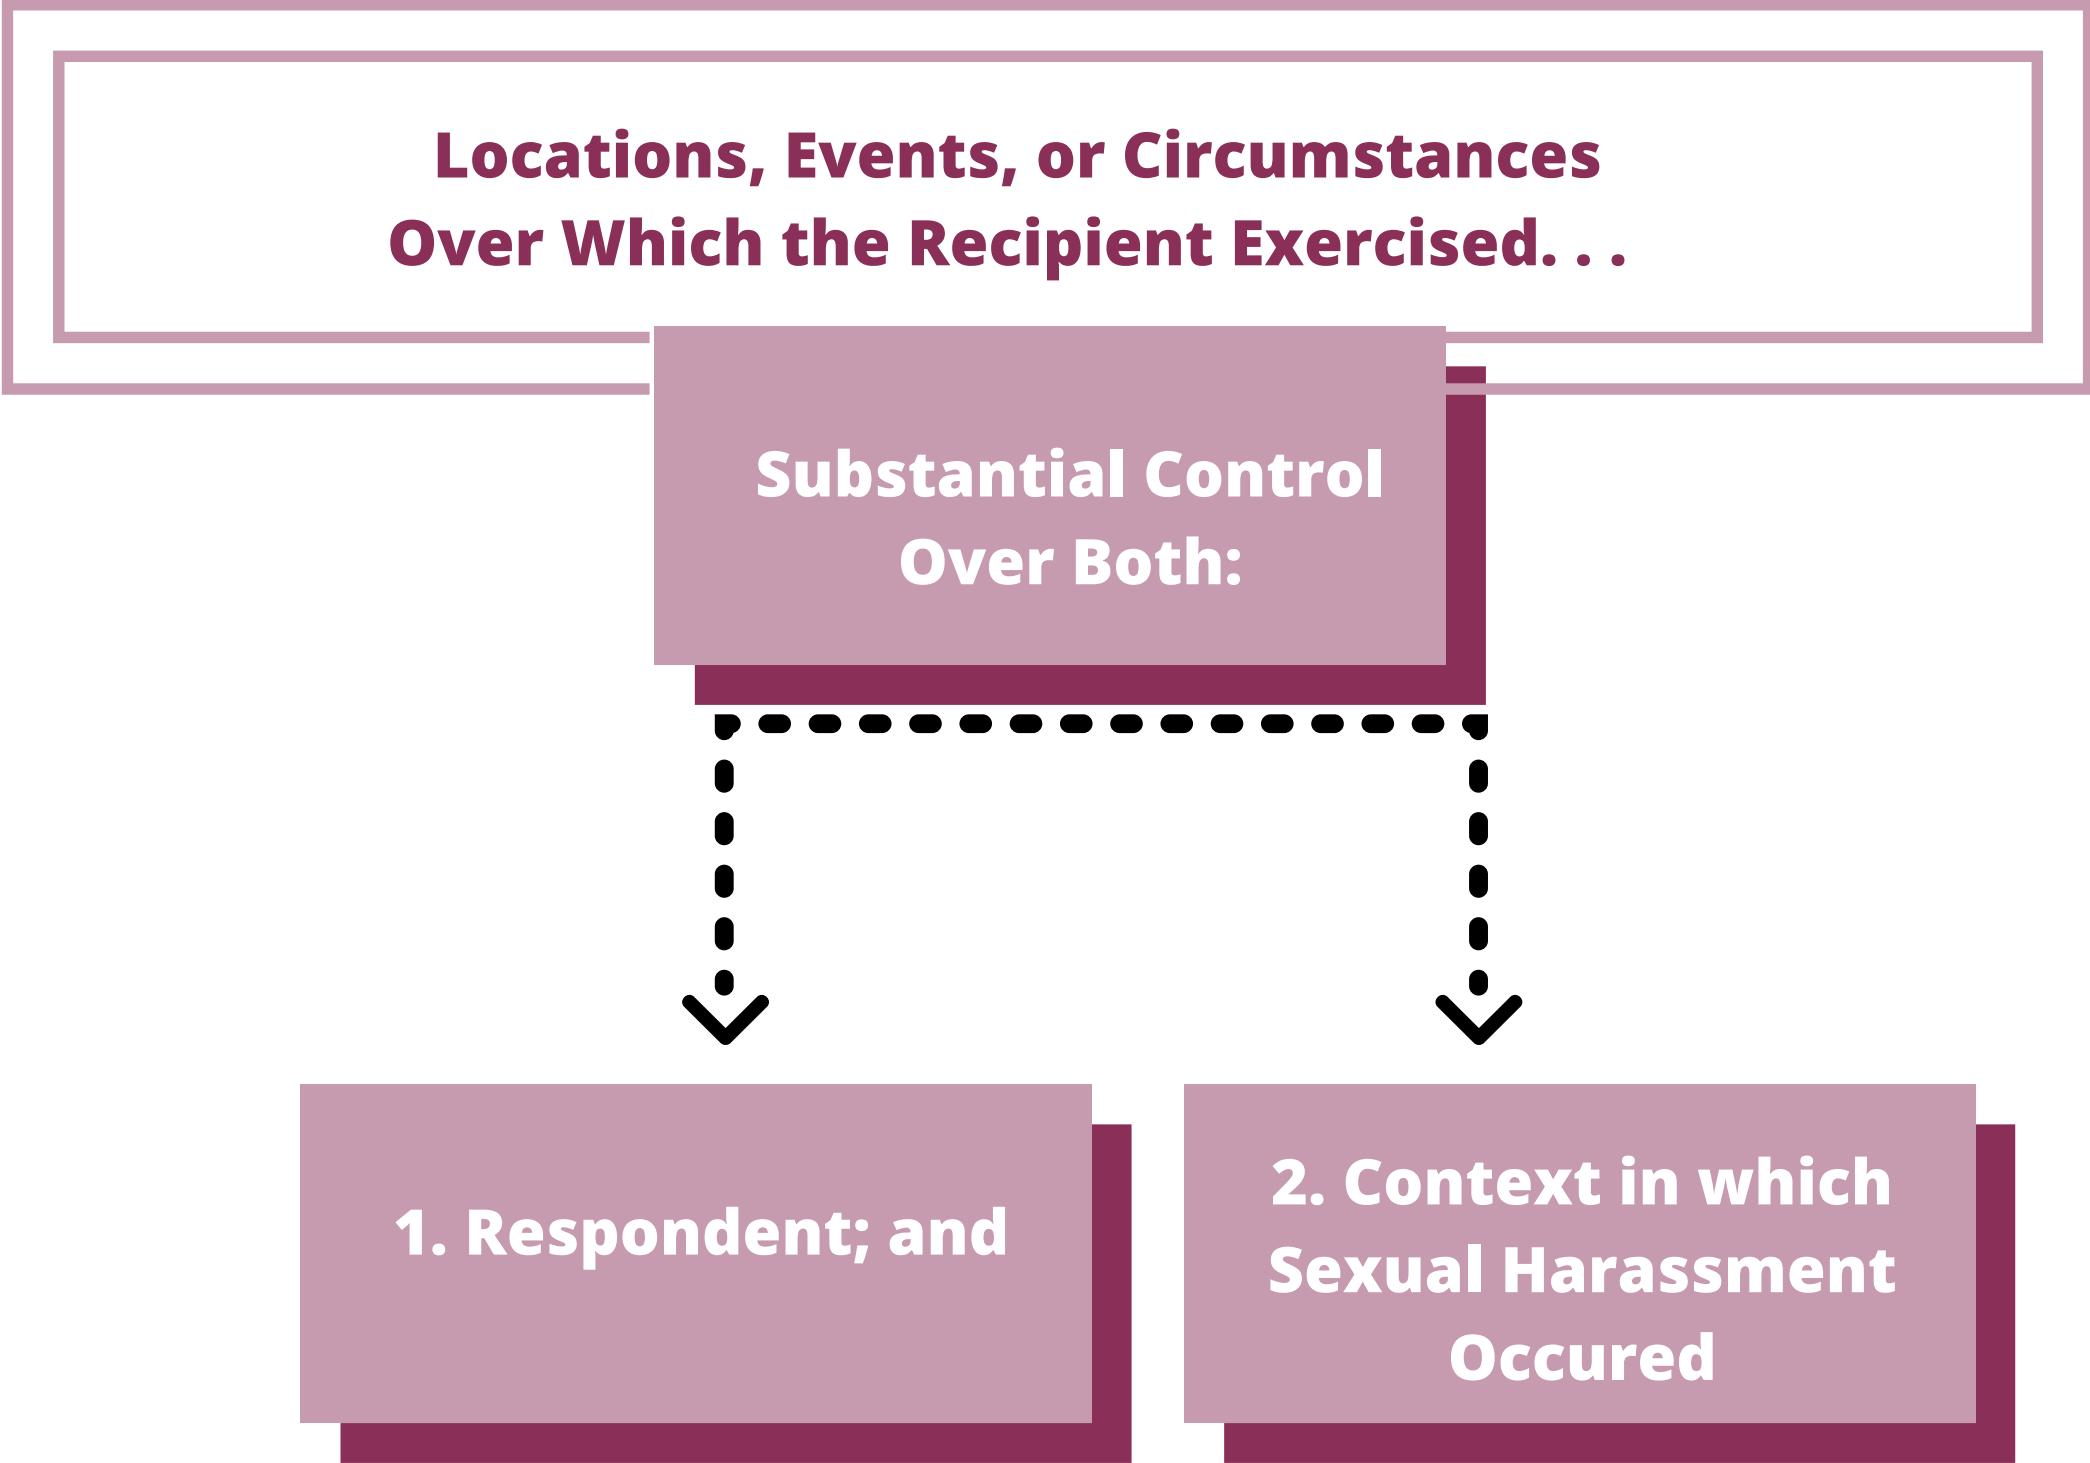 Locations, Events, or Circumstances
Over Which the Recipient Exercised. . .
Substantial Control
Over Both:
1. Respondent; and
2. Context in which
Sexual Harassment
Occured